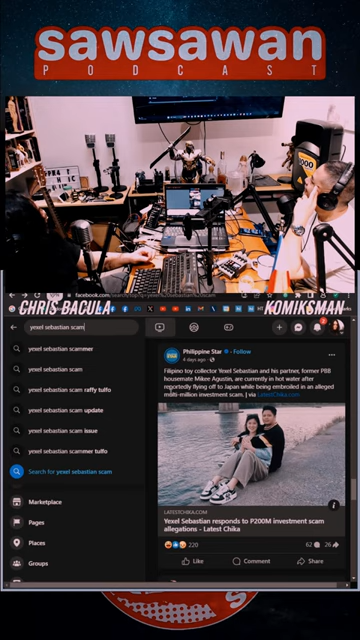 sawsawan
PODCAST
CHRIS BACULA
KOMIKSMAN
facebook.com
yexel sebastian scam
yexel sebastian scammer
yexel sebastian scam
yexel sebastian scam raffy tulfo
yexel sebastian scam update
yexel sebastian scam issue
yexel sebastian scammer tulfo
Search for yexel sebastian scam
Marketplace
Pages
Places
Groups
Philippine Star · Follow
4 days ago
Filipino toy collector Yexel Sebastian and his partner, former PBB
housemate Mikee Agustin, are currently in hot water after
reportedly flying off to Japan while being embroiled in an alleged
multi-million investment scam. | via LatestChika.com
LATESTCHIKA.COM
Yexel Sebastian responds to P200M investment scam
allegations - Latest Chika
220
62
26
Like
Comment
Share